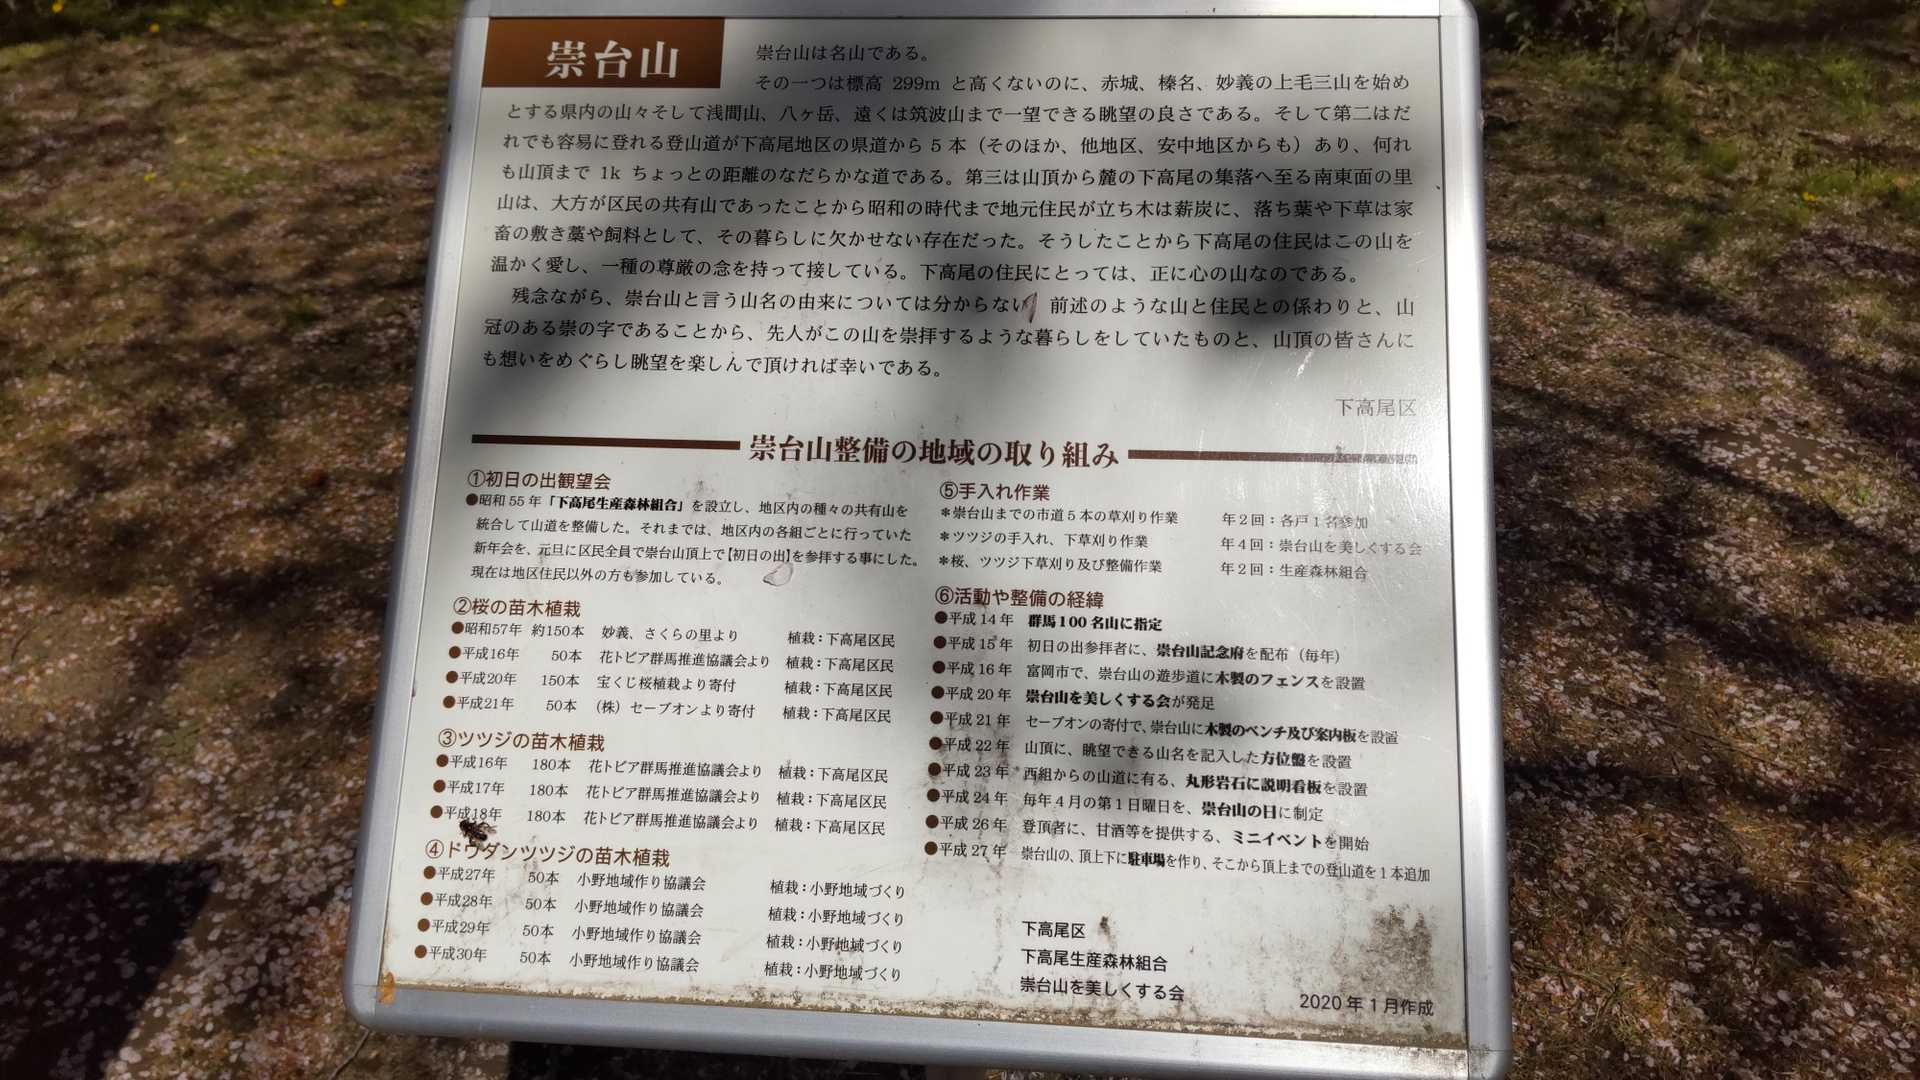 崇台山
崇台山は名山である。
その一つは標高 299m と高くないのに、赤城、榛名、妙義の上毛三山を始め
とする県内の山々そして浅間山、八ヶ岳、遠くは筑波山まで一望できる眺望の良さである。そして第二はだ
れでも容易に登れる登山道が下高尾地区の県道から 5 本（そのほか、他地区、安中地区からも）あり、何れ
も山頂まで 1k ちょっとの距離のなだらかな道である。第三は山頂から麓の下高尾の集落へ至る南東面の里
山は、大方が区民の共有山であったことから昭和の時代まで地元住民が立ち木は薪炭に、落ち葉や下草は家
畜の敷き藁や飼料として、その暮らしに欠かせない存在だった。そうしたことから下高尾の住民はこの山を
温かく愛し、一種の尊厳の念を持って接している。下高尾の住民にとっては、正に心の山なのである。
残念ながら、崇台山と言う山名の由来については分からない 前述のような山と住民との係わりと、山
冠のある崇の字であることから、先人がこの山を崇拝するような暮らしをしていたものと、山頂の皆さんに
も想いをめぐらし眺望を楽しんで頂ければ幸いである。
下高尾区
崇台山整備の地域の取り組み
①初日の出観望会
●昭和 55 年「下高尾生産森林組合」を設立し、地区内の種々の共有山を
統合して山道を整備した。それまでは、地区内の各組ごとに行っていた
新年会を、元旦に区民全員で崇台山頂上で【初日の出】を参拝する事にした。
現在は地区住民以外の方も参加している。
②桜の苗木植栽
●昭和57年 約150本 妙義、さくらの里より 植栽：下高尾区民
●平成16年 50本 花トピア群馬推進協議会より 植栽：下高尾区民
●平成20年 150本 宝くじ桜植栽より寄付 植栽：下高尾区民
●平成21年 50本 （株）セーブオンより寄付 植栽：下高尾区民
③ツツジの苗木植栽
●平成16年 180本 花トピア群馬推進協議会より 植栽：下高尾区民
●平成17年 180本 花トピア群馬推進協議会より 植栽：下高尾区民
●平成18年 180本 花トピア群馬推進協議会より 植栽：下高尾区民
④ドウダンツツジの苗木植栽
●平成27年 50本 小野地域作り協議会 植栽：小野地域づくり
●平成28年 50本 小野地域作り協議会 植栽：小野地域づくり
●平成29年 50本 小野地域作り協議会 植栽：小野地域づくり
●平成30年 50本 小野地域作り協議会 植栽：小野地域づくり
⑤手入れ作業
＊崇台山までの市道５本の草刈り作業 年２回：各戸１名参加
＊ツツジの手入れ、下草刈り作業 年４回：崇台山を美しくする会
＊桜、ツツジ下草刈り及び整備作業 年２回：生産森林組合
⑥活動や整備の経緯
●平成 14 年 群馬100 名山に指定
●平成 15 年 初日の出参拝者に、崇台山記念府を配布（毎年）
●平成 16 年 富岡市で、崇台山の遊歩道に木製のフェンスを設置
●平成 20 年 崇台山を美しくする会が発足
●平成 21 年 セーブオンの寄付で、崇台山に木製のベンチ及び案内板を設置
●平成 22 年 山頂に、眺望できる山名を記入した方位盤を設置
●平成 23 年 西組からの山道に有る、丸形岩石に説明看板を設置
●平成 24 年 毎年４月の第１日曜日を、崇台山の日に制定
●平成 26 年 登頂者に、甘酒等を提供する、ミニイベントを開始
●平成 27 年 崇台山の、頂上下に駐車場を作り、そこから頂上までの登山道を１本追加
下高尾区
下高尾生産森林組合
崇台山を美しくする会
2020 年 1 月作成